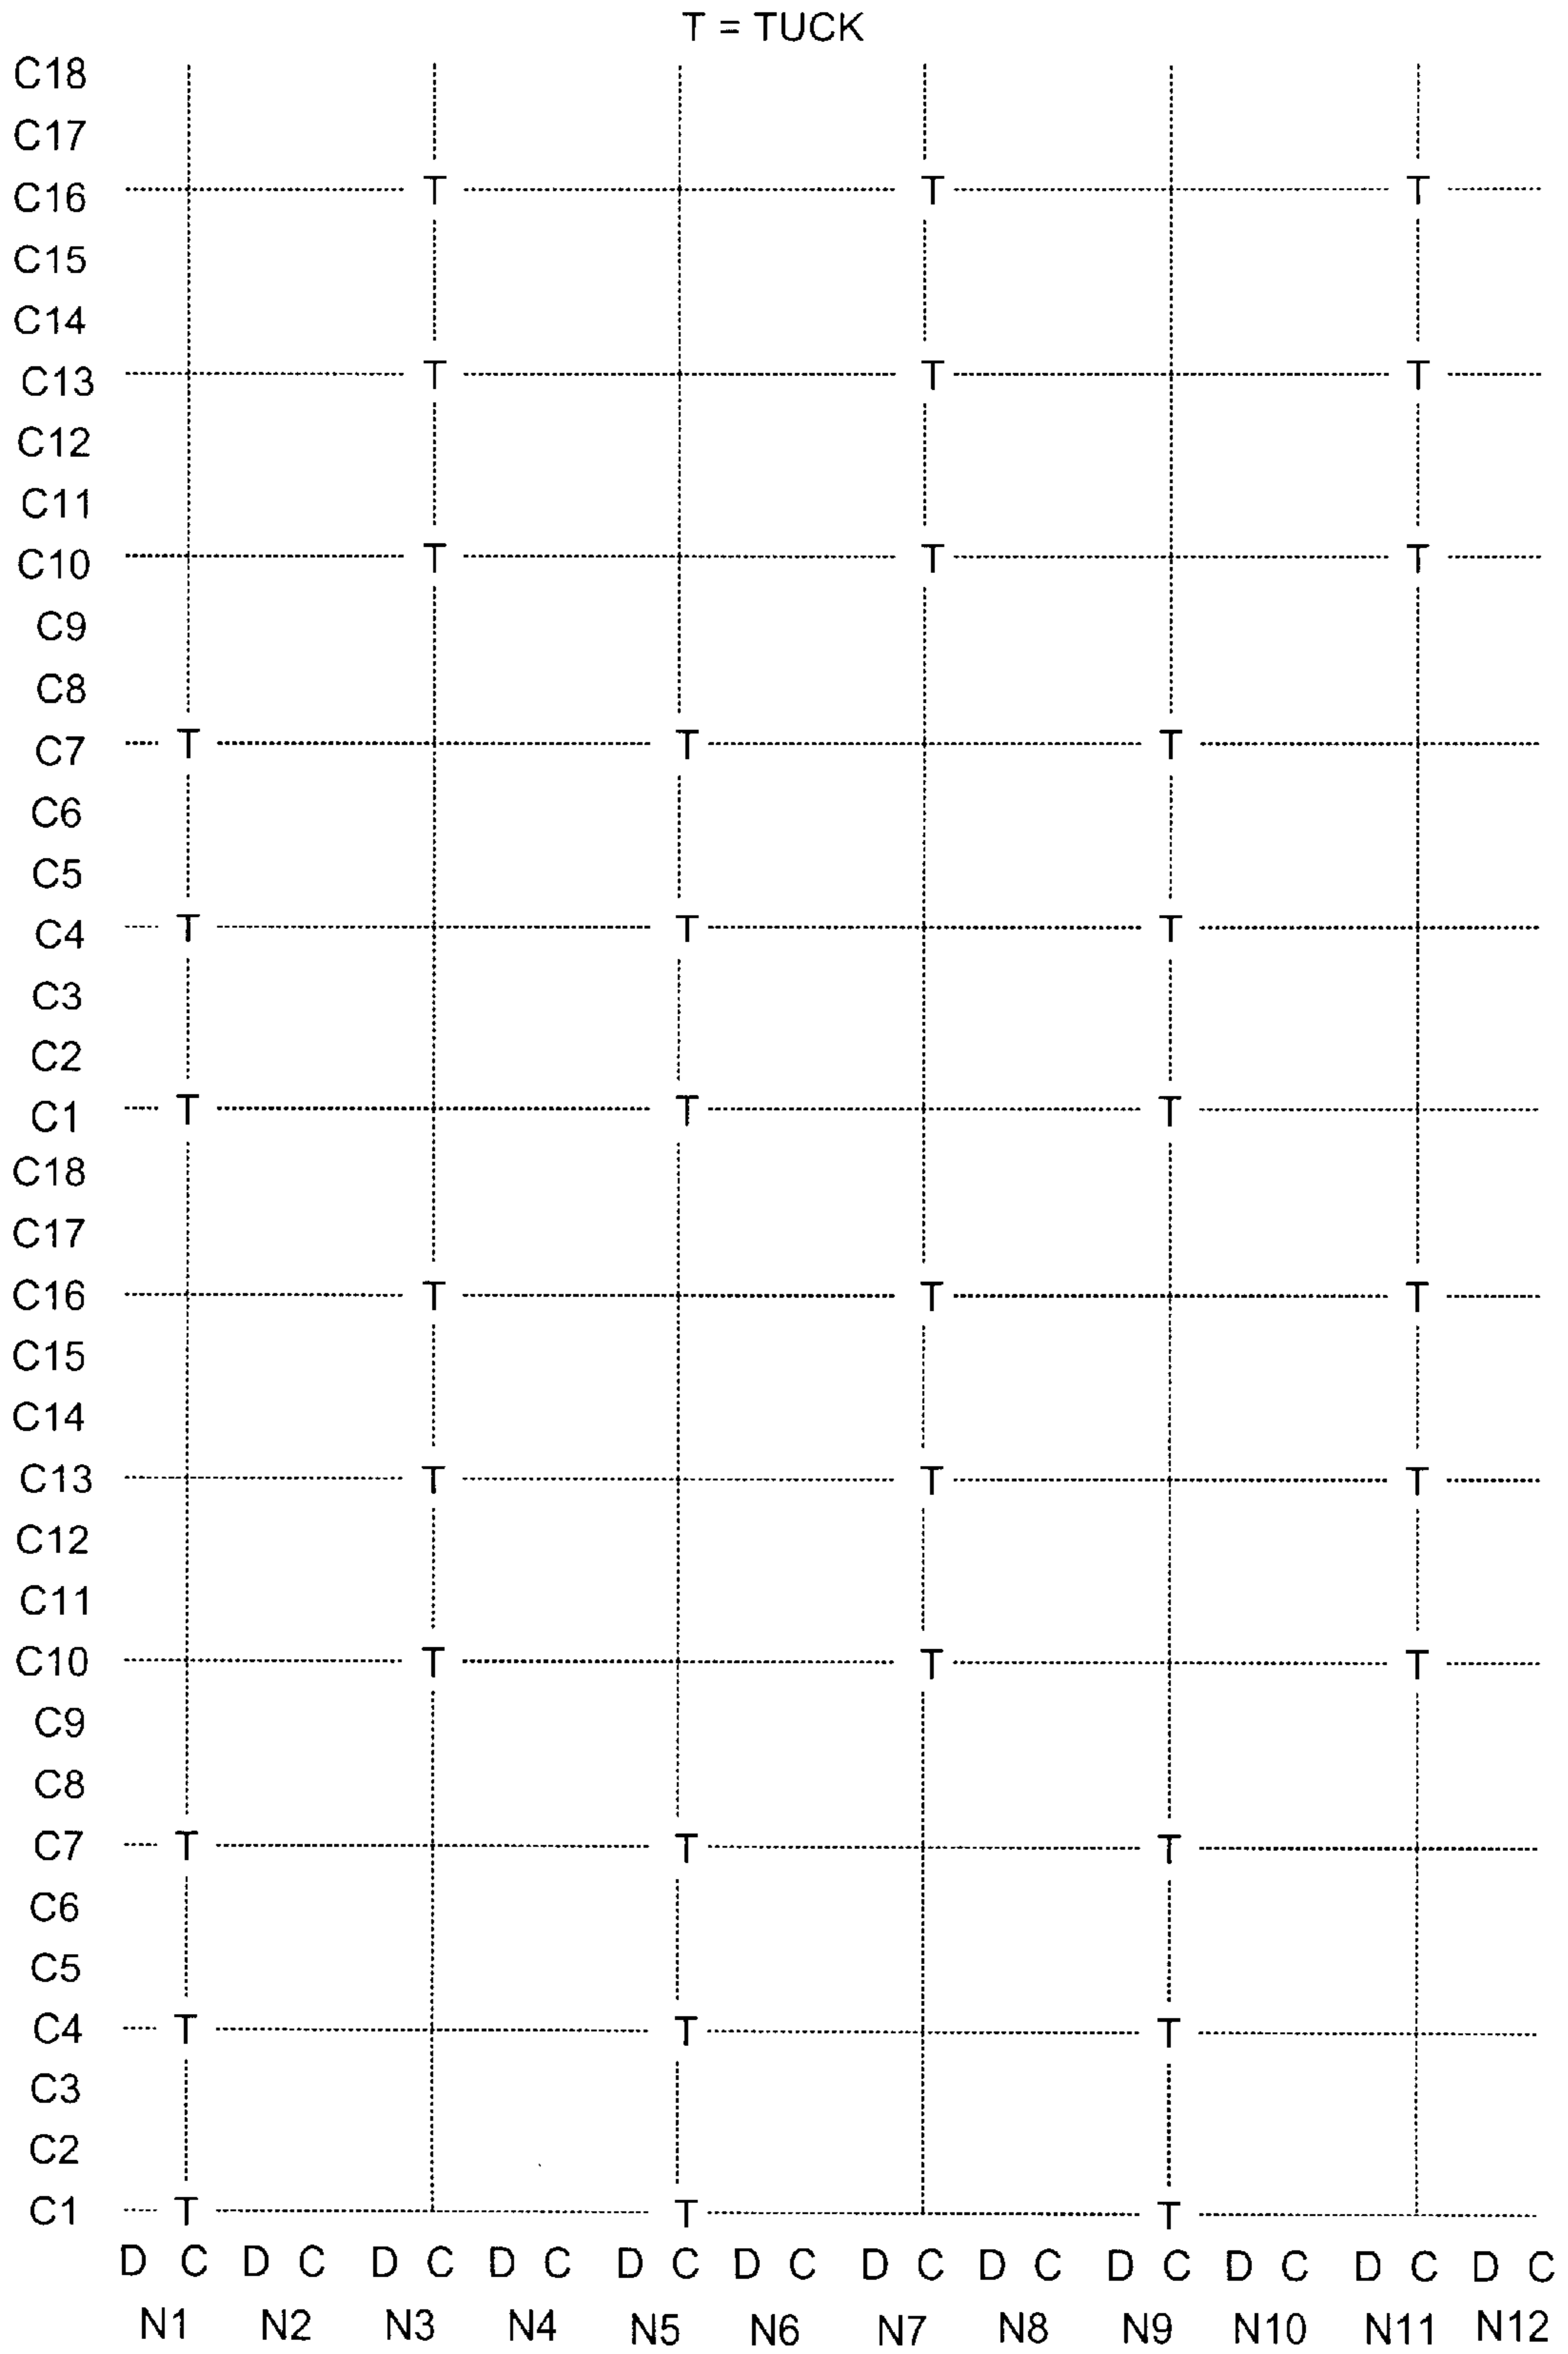 T = TUCK
C18
C17
C16 T T T
C15
C14
C13 T T T
C12
C11
C10 T T T
C9
C8
C7 T T T
C6
C5
C4 T T T
C3
C2
C1 T T T
C18
C17
C16 T T T
C15
C14
C13 T T T
C12
C11
C10 T T T
C9
C8
C7 T T T
C6
C5
C4 T T T
C3
C2
C1 T T T
D C D C D C D C D C D C D C D C D C D C D C D C
N1 N2 N3 N4 N5 N6 N7 N8 N9 N10 N11 N12